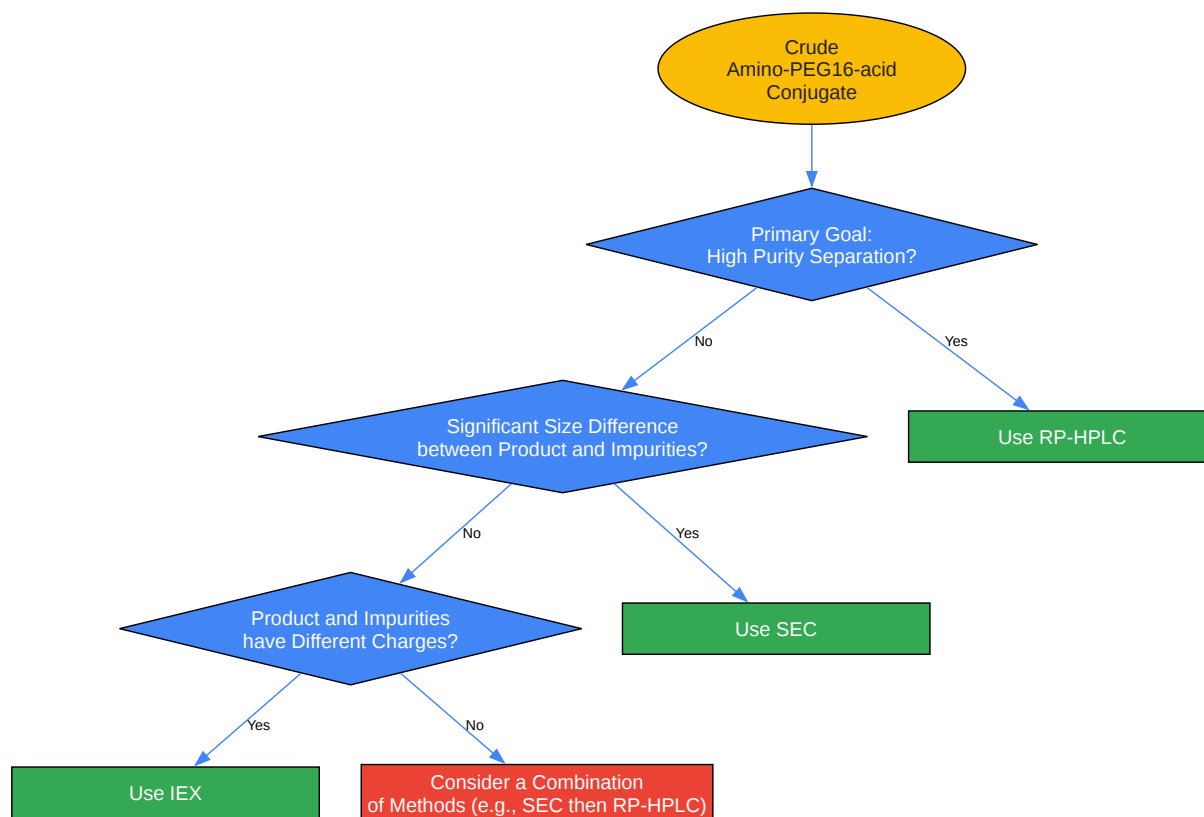 Crude
Amino-PEG16-acid
Conjugate
Primary Goal:
High Purity Separation?
No
Yes
Significant Size Difference
between Product and Impurities?
Use RP-HPLC
No
Yes
Product and Impurities
have Different Charges?
Use SEC
Yes
No
Use IEX
Consider a Combination
of Methods (e.g., SEC then RP-HPLC)